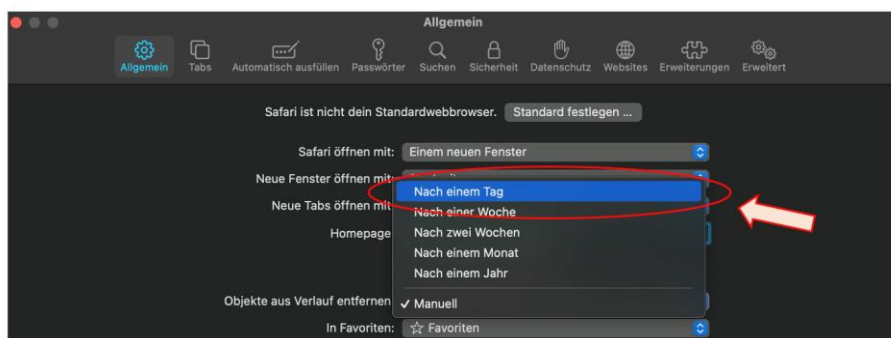 Allgemein
Allgemein Tabs Automatisch ausfüllen Passwörter Suchen Sicherheit Datenschutz Websites Erweiterungen Erweitert
Safari ist nicht dein Standardwebbrowser. Standard festlegen ...
Safari öffnen mit: Einem neuen Fenster
Neue Fenster öffnen mit:
Nach einem Tag
Neue Tabs öffnen mit
Nach einer Woche
Homepage
Nach zwei Wochen
Nach einem Monat
Nach einem Jahr
Objekte aus Verlauf entfernen
✓ Manuell
In Favoriten: ☆ Favoriten